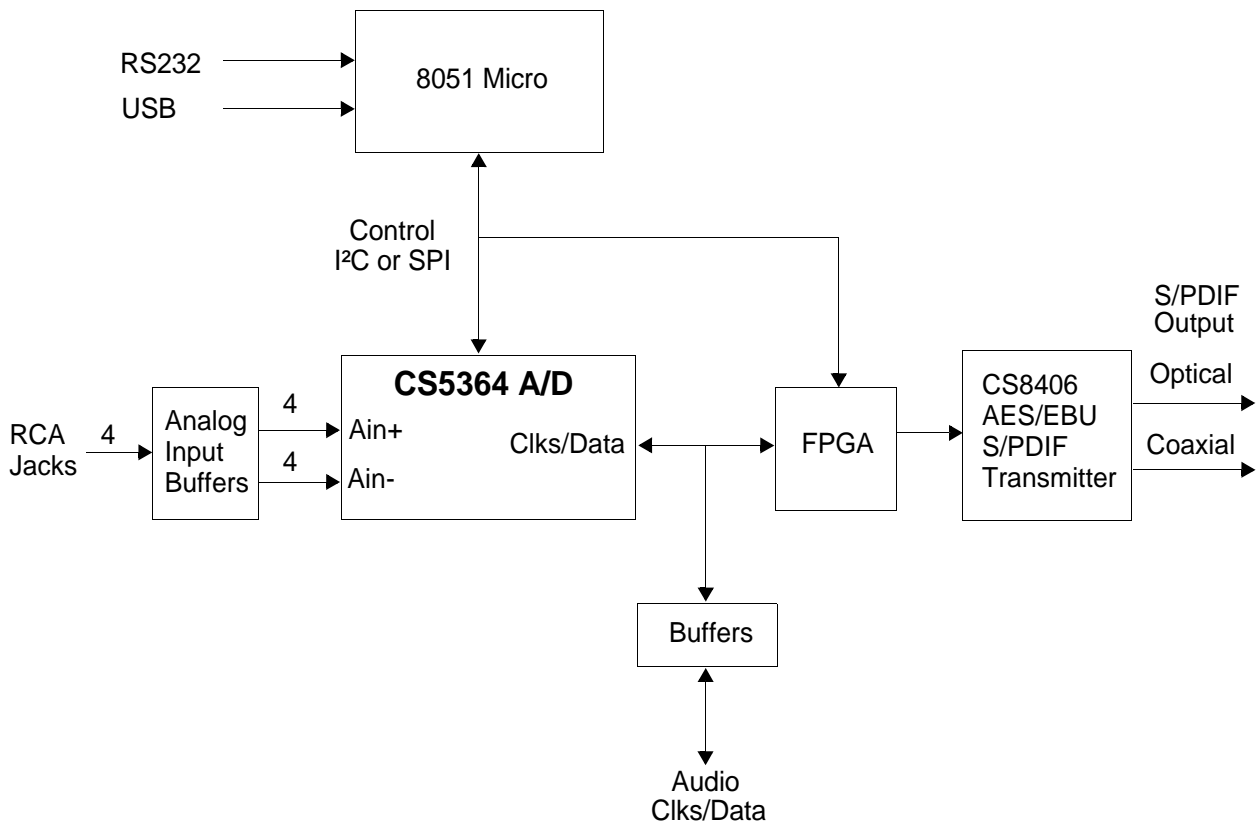 RS232
USB
8051 Micro
Control
I²C or SPI
S/PDIF
Output
CS5364 A/D
CS8406
AES/EBU
S/PDIF
Transmitter
Optical
Coaxial
RCA
Jacks
4
Analog
Input
Buffers
4
4
Ain+
Ain-
Clks/Data
FPGA
Buffers
Audio
Clks/Data